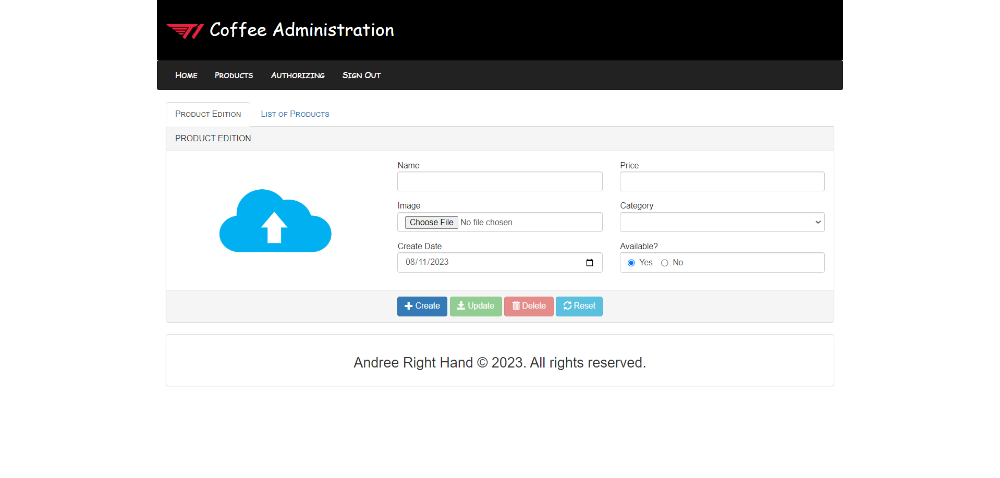 T1 Coffee Administration
HOME PRODUCTS AUTHORIZING SIGN OUT
PRODUCT EDITION LIST OF PRODUCTS
PRODUCT EDITION
Name Price
Image Category
Choose File No file chosen
Create Date Available?
08/11/2023 Yes No
Create Update Delete Reset
Andree Right Hand © 2023. All rights reserved.